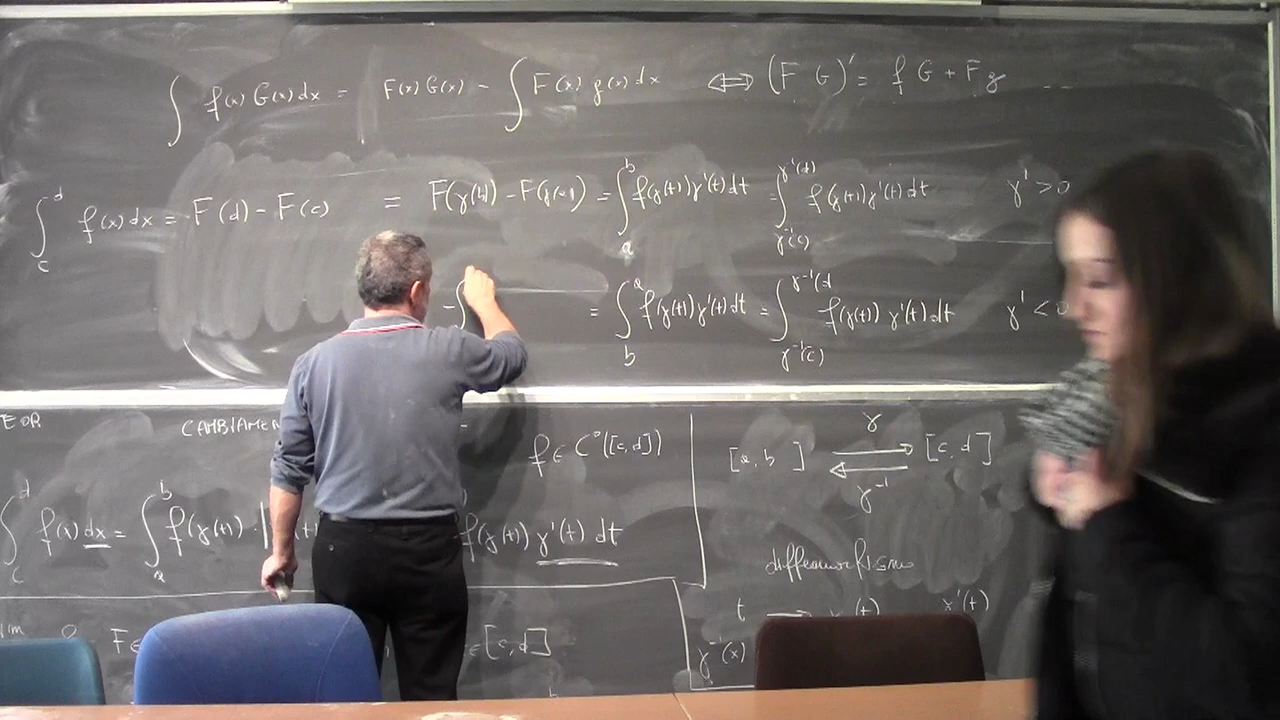 ∫ f(x) G(x) dx = F(x) G(x) - ∫ F(x) g(x) dx ⟺ (F G)' = f G + F g ...
∫_c^d f(x) dx = F(d) - F(c) = F(γ(b)) - F(γ(a)) = ∫_a^b f(γ(t)) γ'(t) dt = ∫_{γ⁻¹(c)}^{γ⁻¹(d)} f(γ(t)) γ'(t) dt γ' > 0
-∫ = ∫_b^a f(γ(t)) γ'(t) dt = ∫_{γ⁻¹(c)}^{γ⁻¹(d)} f(γ(t)) γ'(t) dt γ' < 0
EOR CAMBIAMEN
f ∈ C°([c,d])
∫_c^d f(x) dx = ∫_a^b f(γ(t)) · | f(γ(t)) γ'(t) dt
F ∈ ∈ [c,d]
[a, b] ⇄ [c, d]
γ
γ⁻¹
diffeomorfismo
t → γ(t) γ'(t)
γ⁻¹(x)